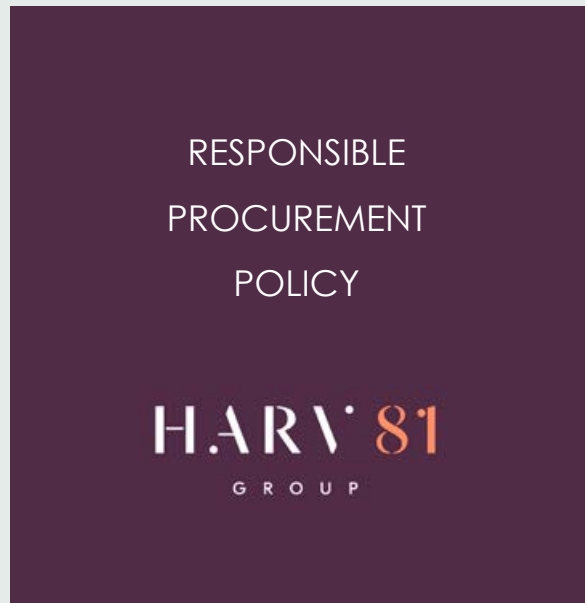 RESPONSIBLE
PROCUREMENT
POLICY
HARV 81
GROUP